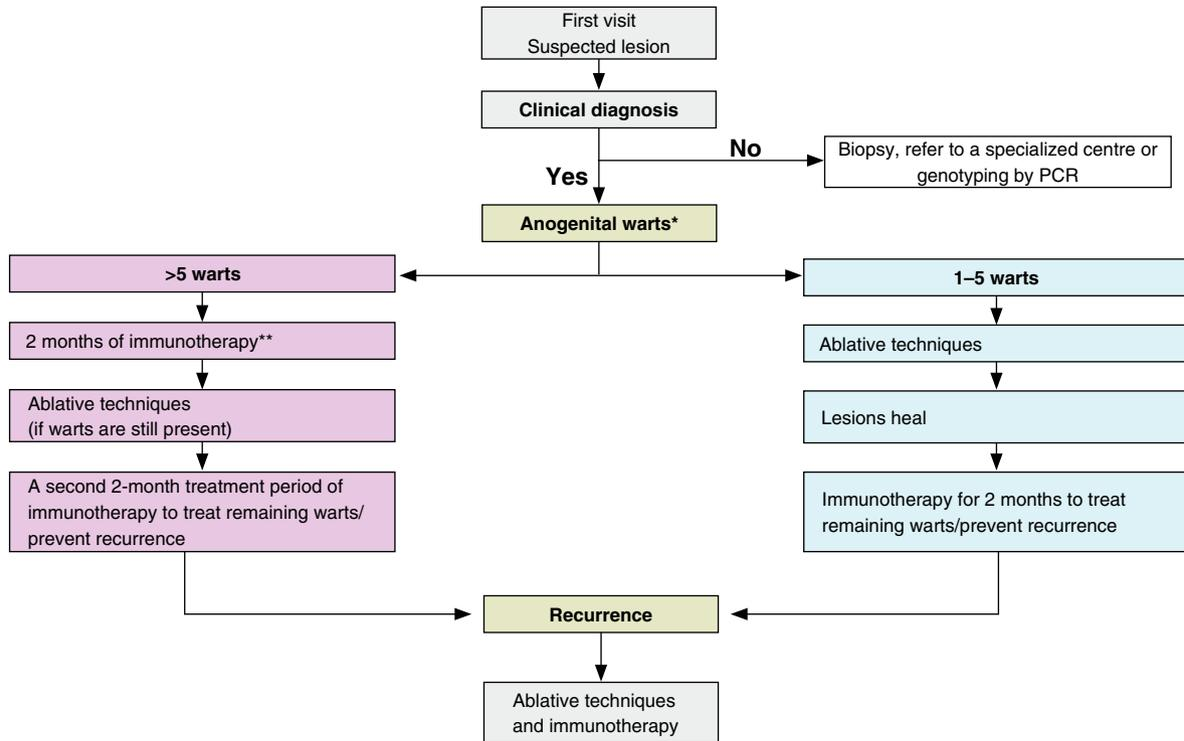 First visit
Suspected lesion
Clinical diagnosis
No
Biopsy, refer to a specialized centre or
genotyping by PCR
Yes
Anogenital warts*
>5 warts
2 months of immunotherapy**
Ablative techniques
(if warts are still present)
A second 2-month treatment period of
immunotherapy to treat remaining warts/
prevent recurrence
1–5 warts
Ablative techniques
Lesions heal
Immunotherapy for 2 months to treat
remaining warts/prevent recurrence
Recurrence
Ablative techniques
and immunotherapy